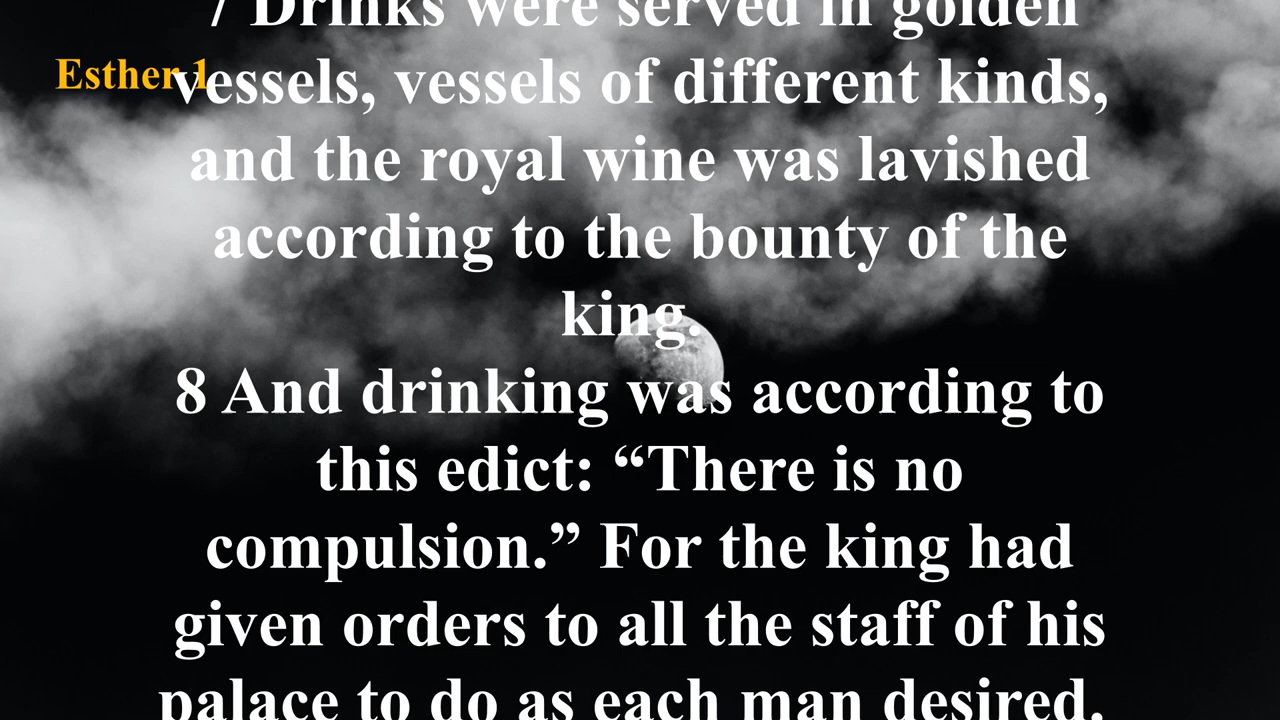 7 Drinks were served in golden
Esther 1
vessels, vessels of different kinds,
and the royal wine was lavished
according to the bounty of the
king.
8 And drinking was according to
this edict: “There is no
compulsion.” For the king had
given orders to all the staff of his
palace to do as each man desired.